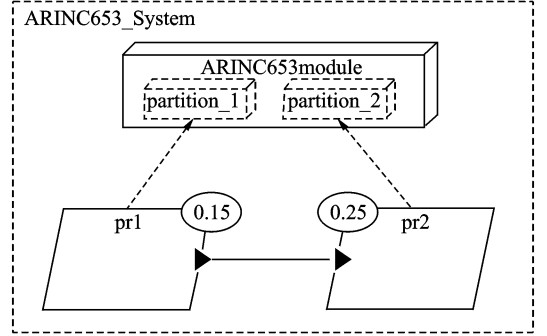 ARINC653_System
ARINC653module
partition_1
partition_2
0.15
0.25
pr1
pr2